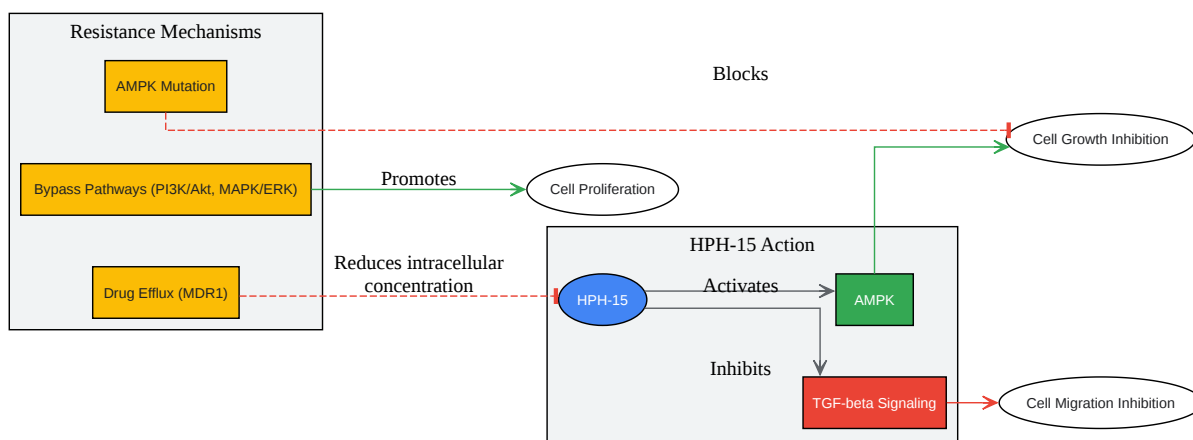 Resistance Mechanisms
AMPK Mutation
Blocks
Cell Growth Inhibition
Bypass Pathways (PI3K/Akt, MAPK/ERK)
Promotes
Cell Proliferation
HPH-15 Action
Drug Efflux (MDR1)
Reduces intracellular
concentration
HPH-15
Activates
AMPK
Inhibits
TGF-beta Signaling
Cell Migration Inhibition